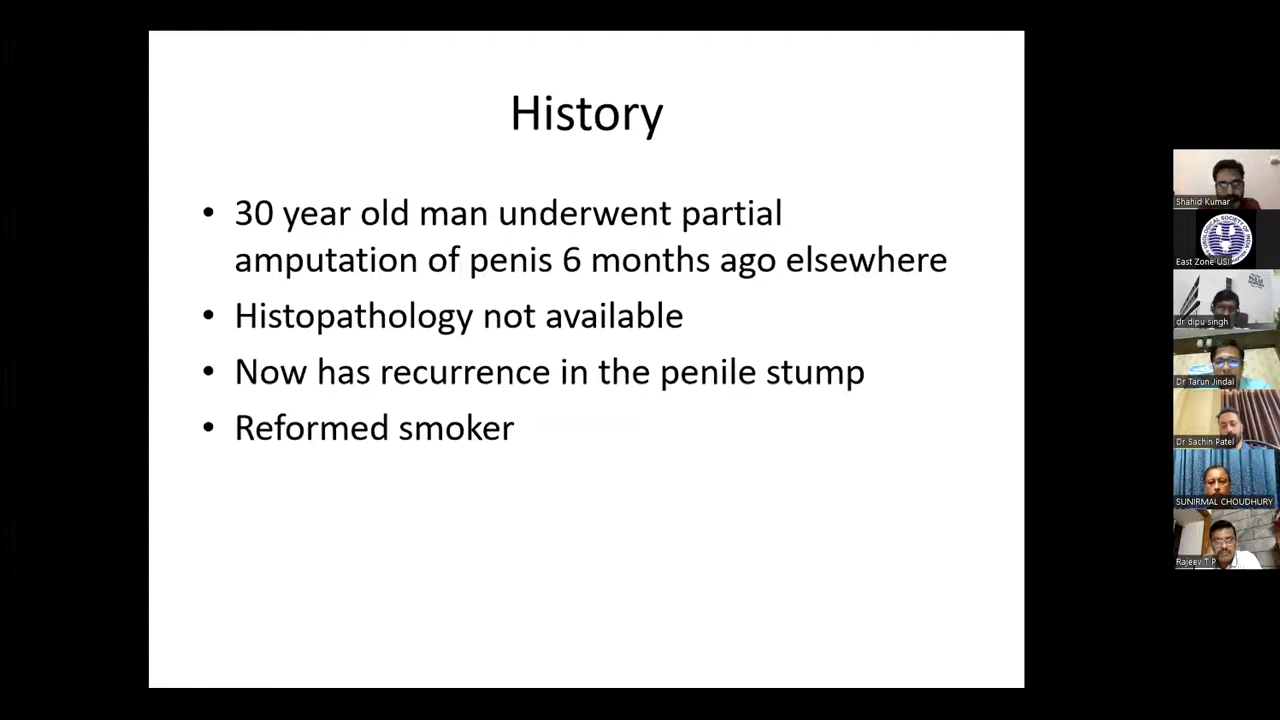 History
• 30 year old man underwent partial
amputation of penis 6 months ago elsewhere
• Histopathology not available
• Now has recurrence in the penile stump
• Reformed smoker
Shahid Kumar
East Zone USI
dr dipu singh
Dr Tarun Jindal
Dr Sachin Patel
SUNIRMAL CHOUDHURY
Rajeev T P